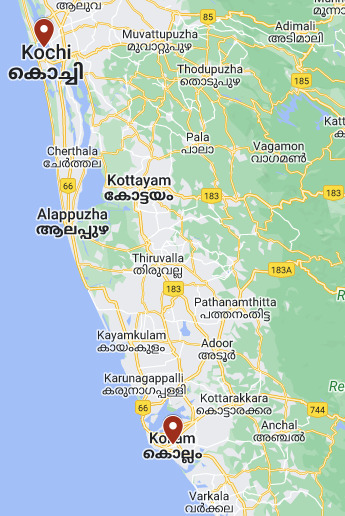 ആലുവ
85
Adimali
അടിമാലി
Muvattupuzha
മൂവാറ്റുപുഴ
Kochi
കൊച്ചി
Thodupuzha
തൊടുപുഴ
185
Pala
പാലാ
Vagamon
വാഗമൺ
Cherthala
ചേർത്തല
66
Kottayam
കോട്ടയം
183
183
Alappuzha
ആലപ്പുഴ
Thiruvalla
തിരുവല്ല
183A
183
Pathanamthitta
പത്തനംതിട്ട
Kayamkulam
കായംകുളം
Adoor
അടൂർ
Karunagappalli
കരുനാഗപ്പള്ളി
66
Kottarakkara
കൊട്ടാരക്കര
744
Anchal
അഞ്ചൽ
കൊല്ലം
Varkala
വർക്കല